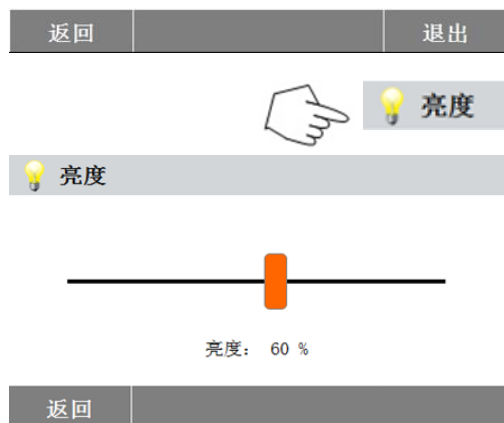 返回 退出
亮度
亮度
亮度： 60 %
返回